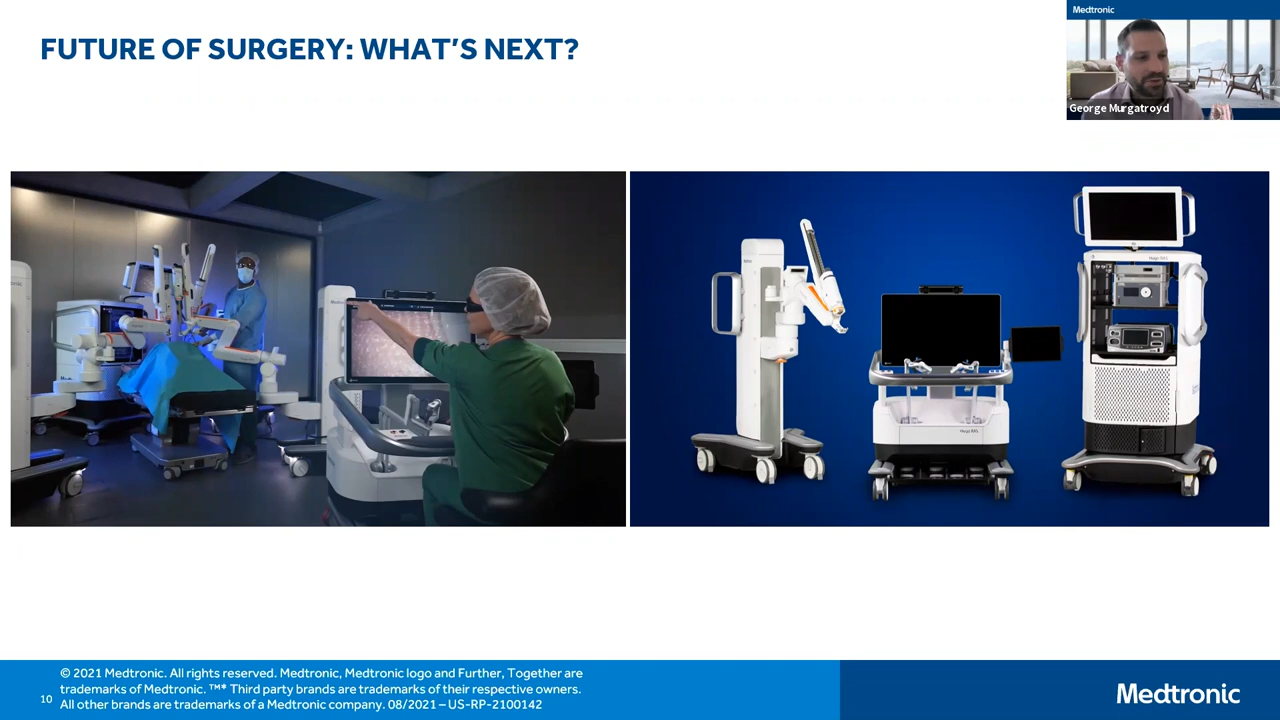 FUTURE OF SURGERY: WHAT'S NEXT?
Medtronic
George Murgatroyd
10
© 2021 Medtronic. All rights reserved. Medtronic, Medtronic logo and Further, Together are
trademarks of Medtronic. ™* Third party brands are trademarks of their respective owners.
All other brands are trademarks of a Medtronic company. 08/2021 – US-RP-2100142
Medtronic